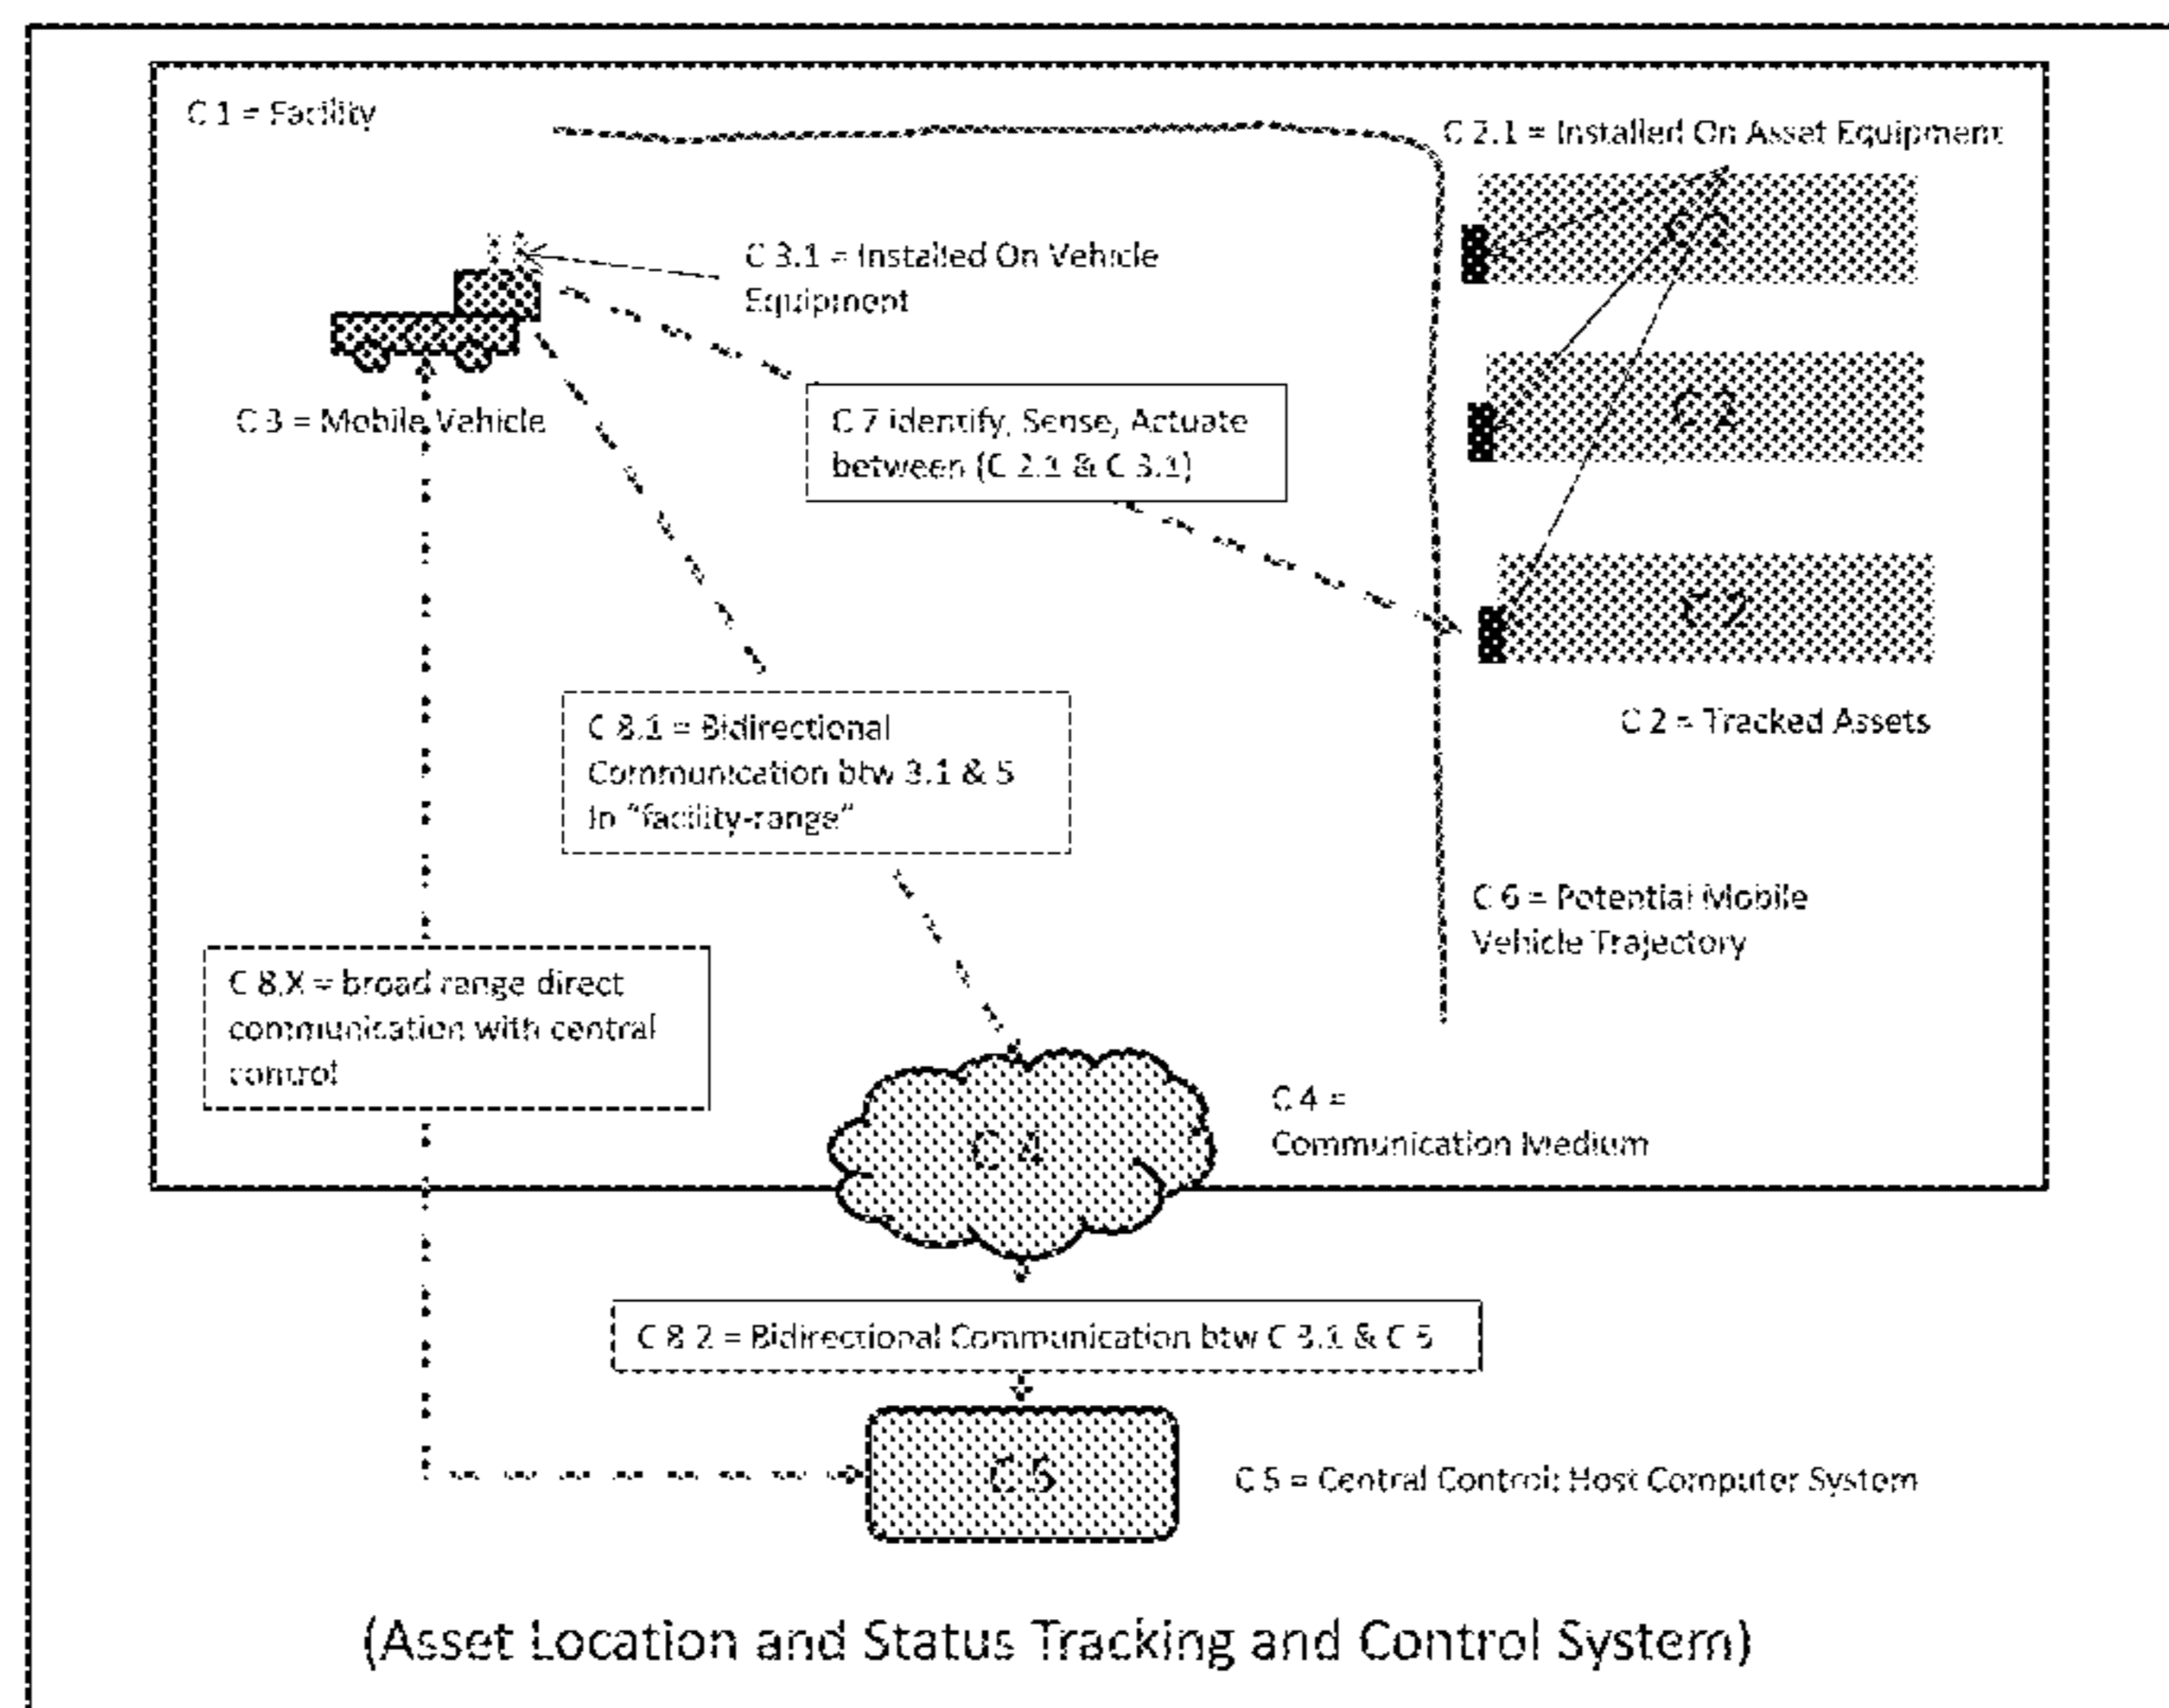 C 1 = Facility
C 2.1 = Installed On Asset Equipment
C 2
C 3.1 = Installed On Vehicle
Equipment
C 3 = Mobile Vehicle
C 7 identify, Sense, Actuate
between (C 2.1 & C 3.1)
C 2
C 2
C 2 = Tracked Assets
C 8.1 = Bidirectional
Communication btw 3.1 & 5
In "facility-range"
C 6 = Potential Mobile
Vehicle Trajectory
C 8.X = broad range direct
communication with central
control
C 4
C 4 =
Communication Medium
C 8.2 = Bidirectional Communication btw C 3.1 & C 5
C 5
C 5 = Central Control: Host Computer System
(Asset Location and Status Tracking and Control System)